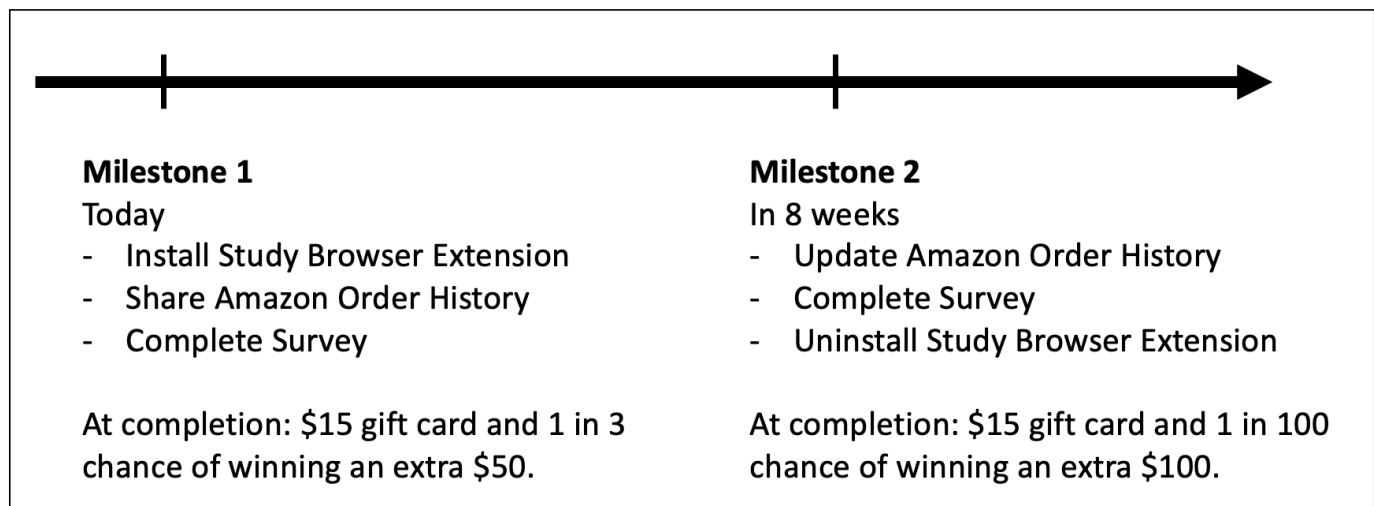 Milestone 1
Today
- Install Study Browser Extension
- Share Amazon Order History
- Complete Survey
At completion: $15 gift card and 1 in 3
chance of winning an extra $50.
Milestone 2
In 8 weeks
- Update Amazon Order History
- Complete Survey
- Uninstall Study Browser Extension
At completion: $15 gift card and 1 in 100
chance of winning an extra $100.